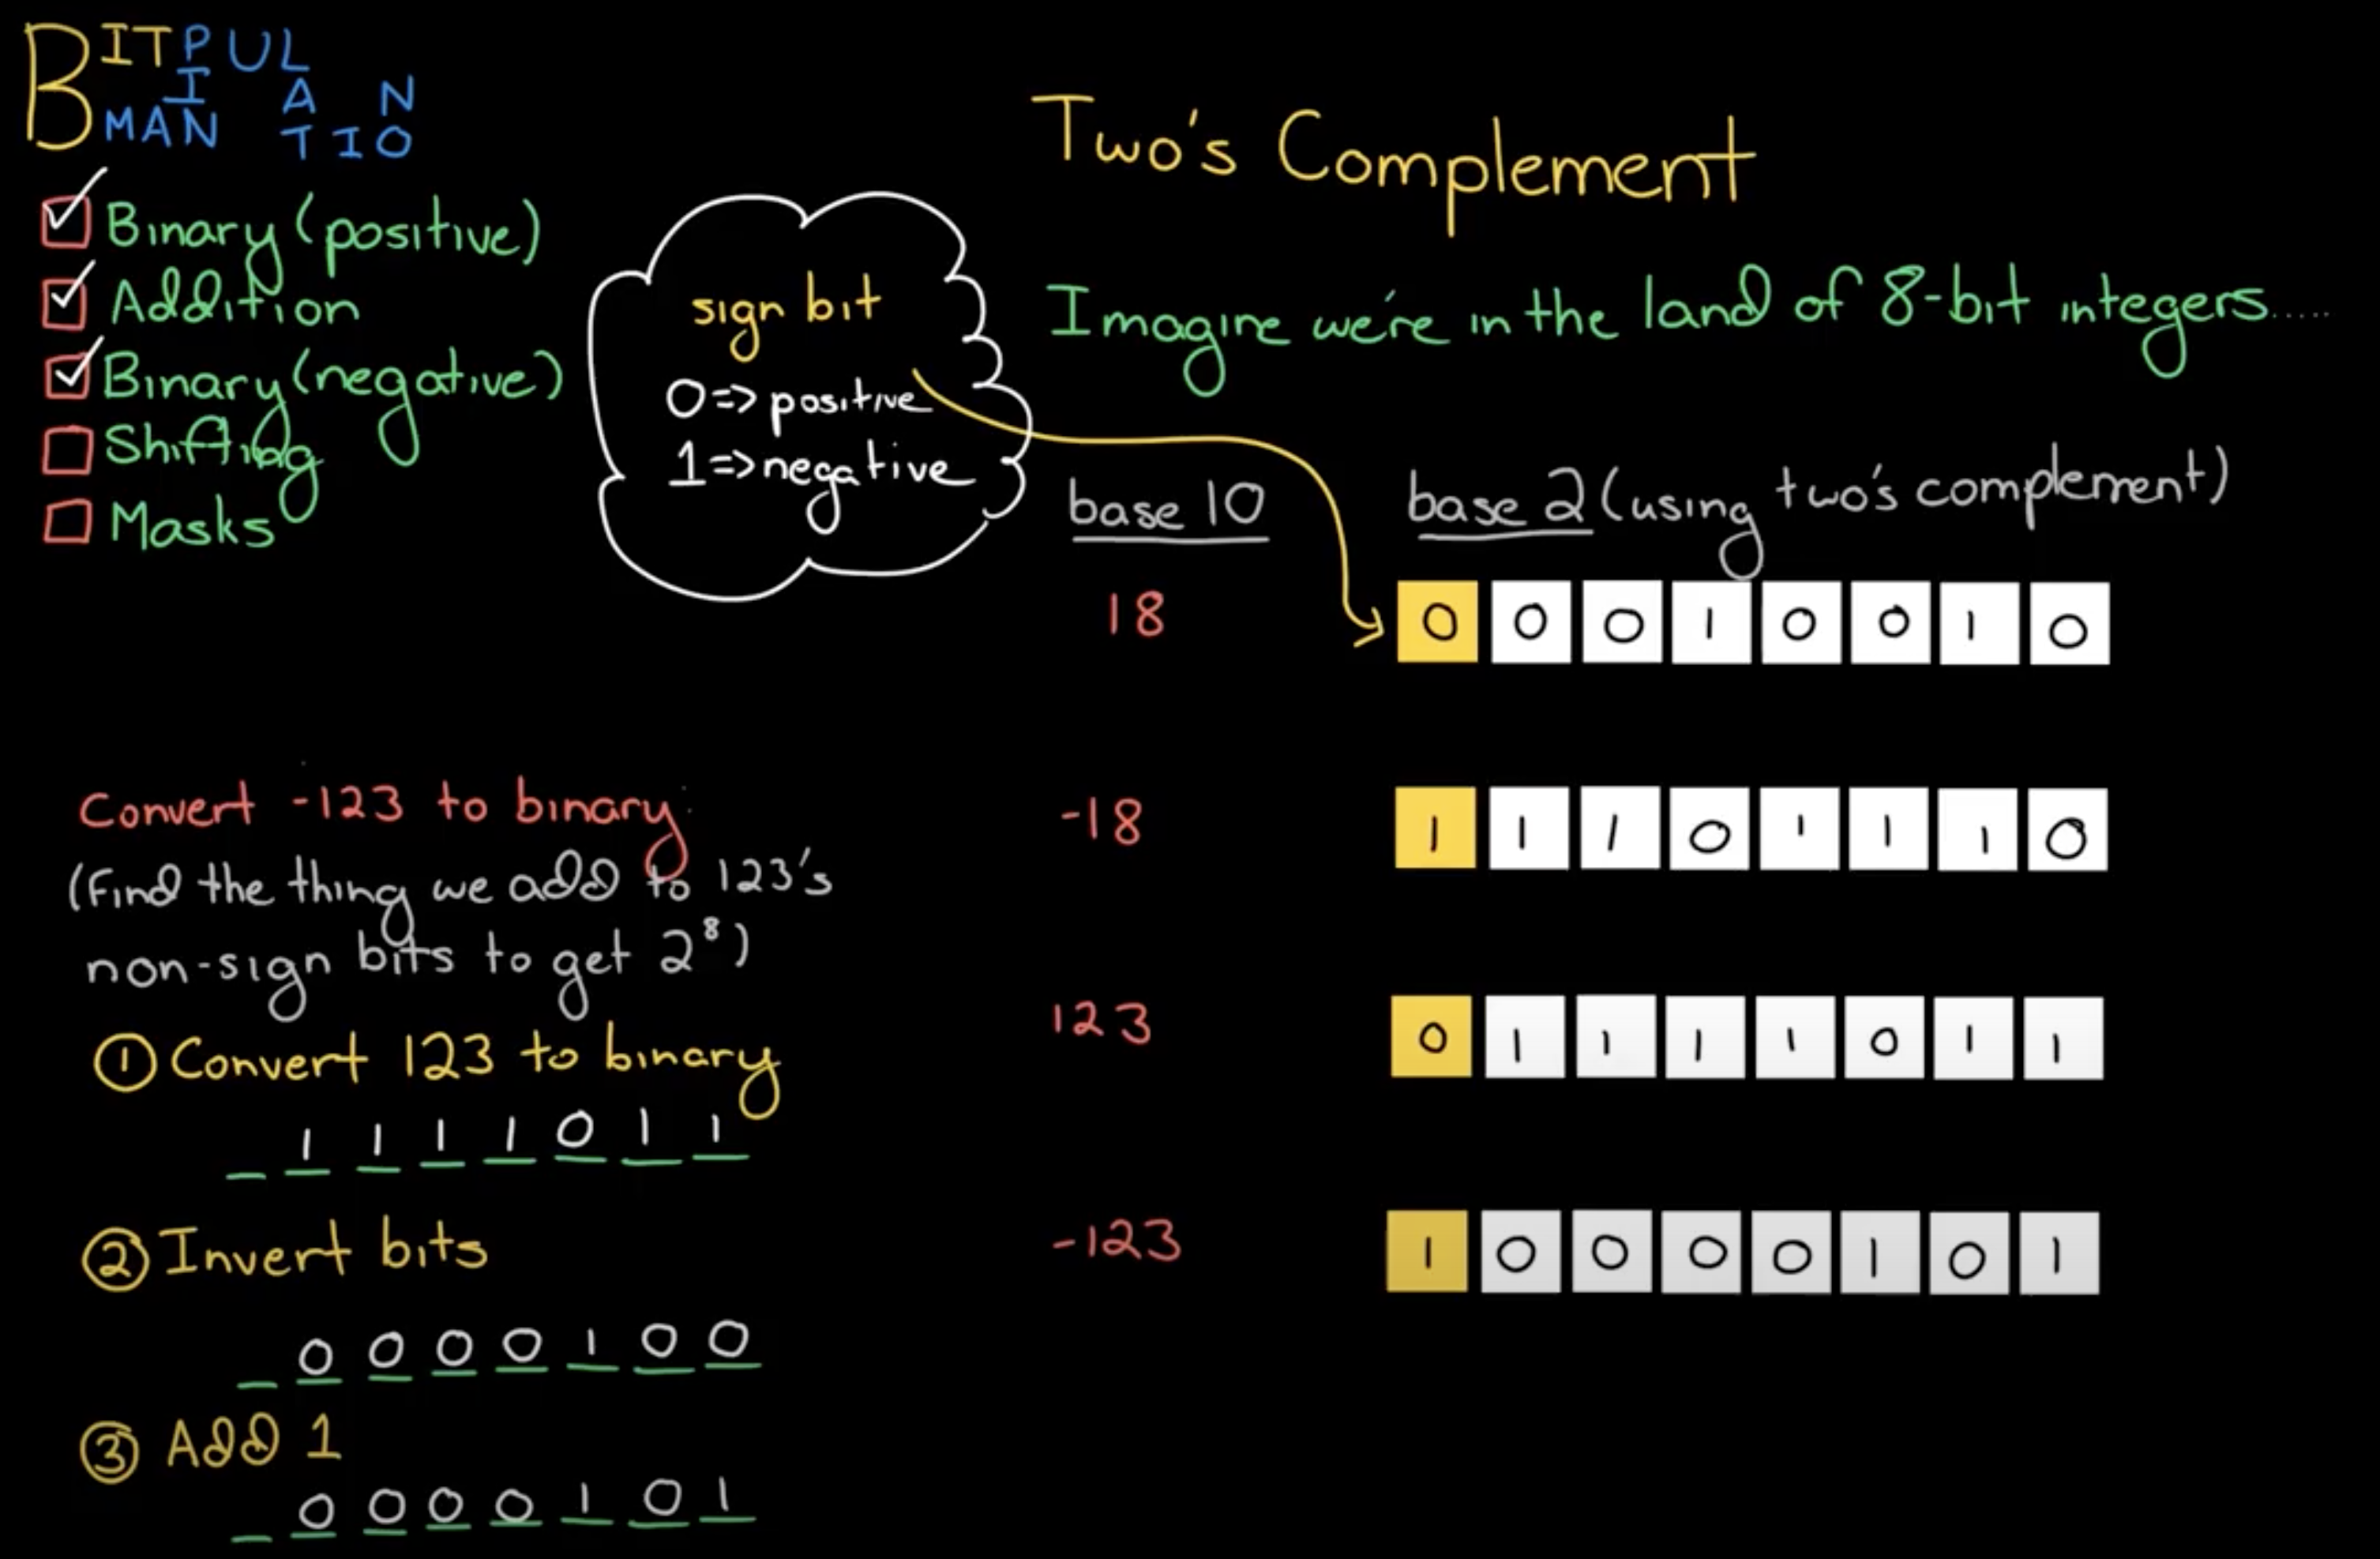 BIT MANIPULATION
Binary (positive)
Addition
Binary (negative)
Shifting
Masks
sign bit
0 => positive
1 => negative
Two's Complement
Imagine we're in the land of 8-bit integers.....
base 10 base 2 (using two's complement)
18 0 0 0 1 0 0 1 0
-18 1 1 1 0 1 1 1 0
123 0 1 1 1 1 0 1 1
-123 1 0 0 0 0 1 0 1
Convert -123 to binary
(Find the thing we add to 123's
non-sign bits to get 2⁸)
① Convert 123 to binary
_ 1 1 1 1 0 1 1
② Invert bits
_ 0 0 0 0 1 0 0
③ Add 1
_ 0 0 0 0 1 0 1